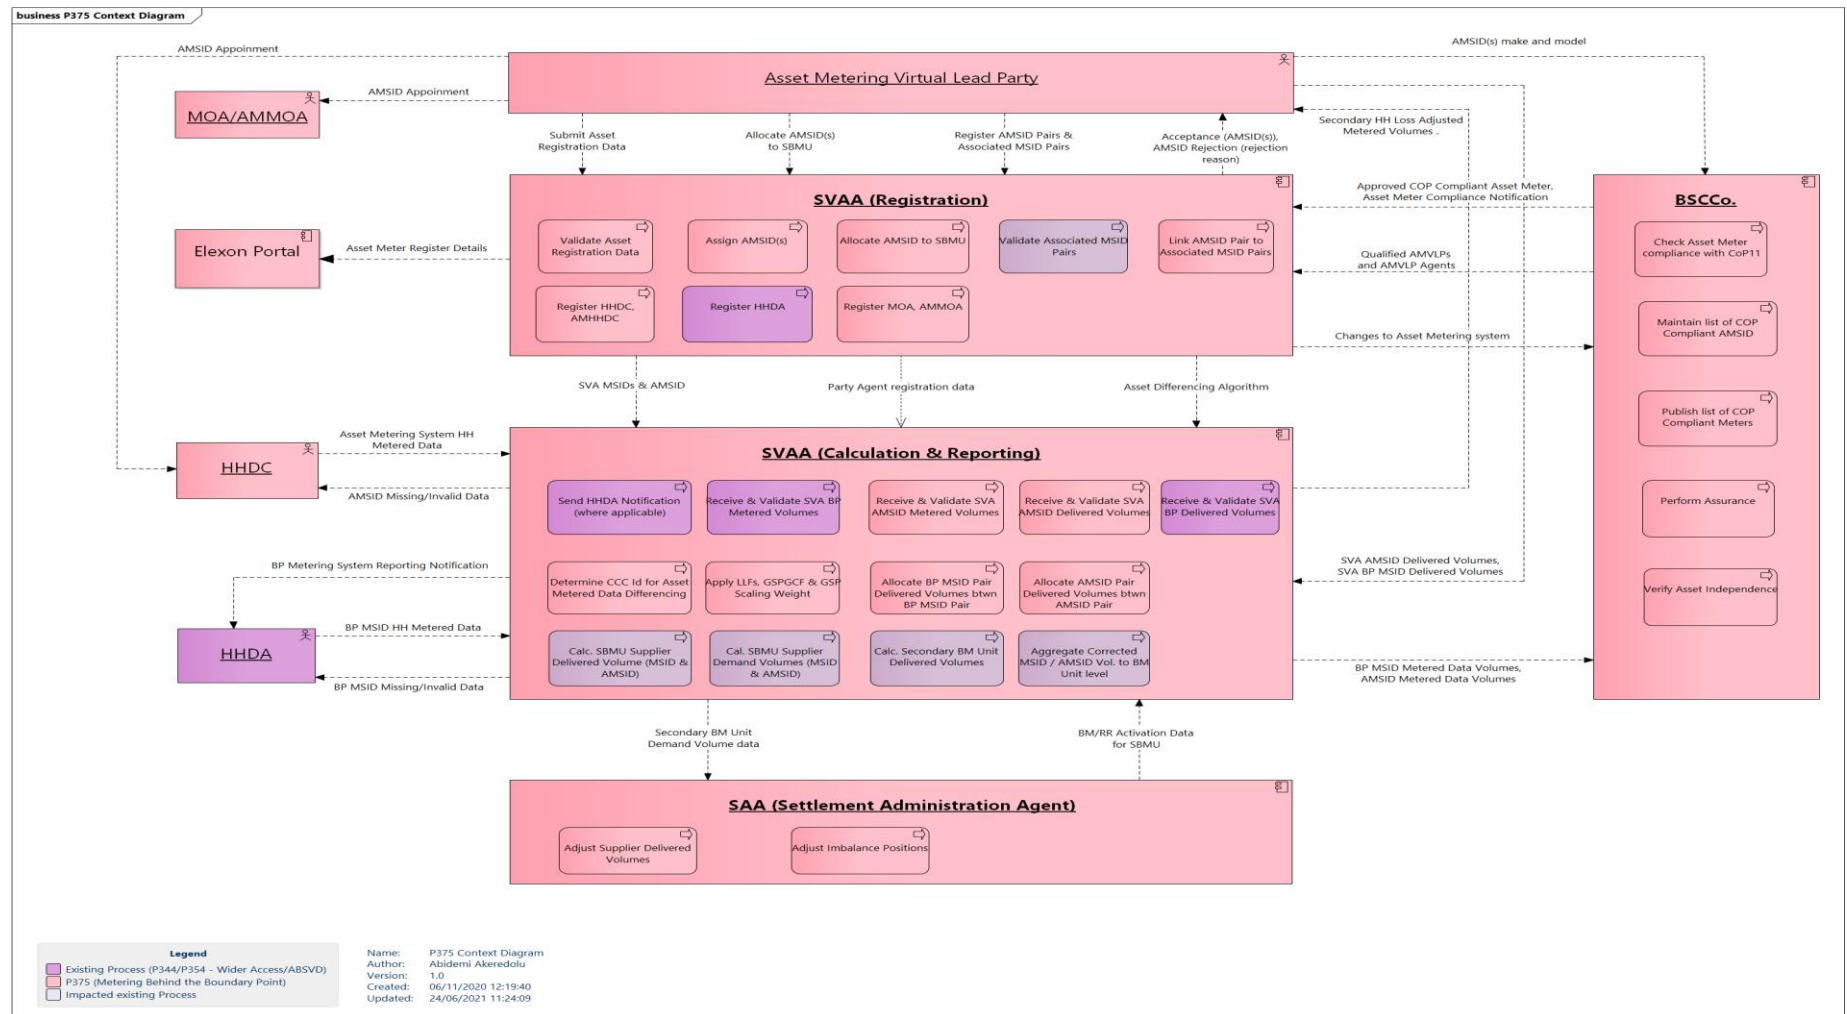 business P375 Context Diagram
AMSID Appoinment
AMSID(s) make and model
Asset Metering Virtual Lead Party
AMSID Appoinment
MOA/AMMOA
Submit Asset
Registration Data
Allocate AMSID(s)
to SBMU
Register AMSID Pairs &
Associated MSID Pairs
Acceptance (AMSID(s)),
AMSID Rejection (rejection
reason)
Secondary HH Loss Adjusted
Metered Volumes .
SVAA (Registration)
Validate Asset
Registration Data
Assign AMSID(s)
Allocate AMSID to SBMU
Validate Associated MSID
Pairs
Link AMSID Pair to
Associated MSID Pairs
Register HHDC,
AMHHDC
Register HHDA
Register MOA, AMMOA
Elexon Portal
Asset Meter Register Details
Approved COP Compliant Asset Meter,
Asset Meter Compliance Notification
Qualified AMVLPs
and AMVLP Agents
Changes to Asset Metering system
BSCCo.
Check Asset Meter
compliance with CoP11
Maintain list of COP
Compliant AMSID
Publish list of COP
Compliant Meters
Perform Assurance
Verify Asset Independence
SVA MSIDs & AMSID
Party Agent registration data
Asset Differencing Algorithm
Asset Metering System HH
Metered Data
HHDC
AMSID Missing/Invalid Data
SVAA (Calculation & Reporting)
Send HHDA Notification
(where applicable)
Receive & Validate SVA BP
Metered Volumes
Receive & Validate SVA
AMSID Metered Volumes
Receive & Validate SVA
AMSID Delivered Volumes
Receive & Validate SVA
BP Delivered Volumes
Determine CCC Id for Asset
Metered Data Differencing
Apply LLFs, GSPGCF & GSP
Scaling Weight
Allocate BP MSID Pair
Delivered Volumes btwn
BP MSID Pair
Allocate AMSID Pair
Delivered Volumes btwn
AMSID Pair
Calc. SBMU Supplier
Delivered Volume (MSID &
AMSID)
Cal. SBMU Supplier
Demand Volumes (MSID
& AMSID)
Calc. Secondary BM Unit
Delivered Volumes
Aggregate Corrected
MSID / AMSID Vol. to BM
Unit level
BP Metering System Reporting Notification
HHDA
BP MSID HH Metered Data
BP MSID Missing/Invalid Data
SVA AMSID Delivered Volumes,
SVA BP MSID Delivered Volumes
BP MSID Metered Data Volumes,
AMSID Metered Data Volumes
Secondary BM Unit
Demand Volume data
BM/RR Activation Data
for SBMU
SAA (Settlement Administration Agent)
Adjust Supplier Delivered
Volumes
Adjust Imbalance Positions
Legend
Existing Process (P344/P354 - Wider Access/ABSVD)
P375 (Metering Behind the Boundary Point)
Impacted existing Process
Name: P375 Context Diagram
Author: Abidemi Akeredolu
Version: 1.0
Created: 06/11/2020 12:19:40
Updated: 24/06/2021 11:24:09